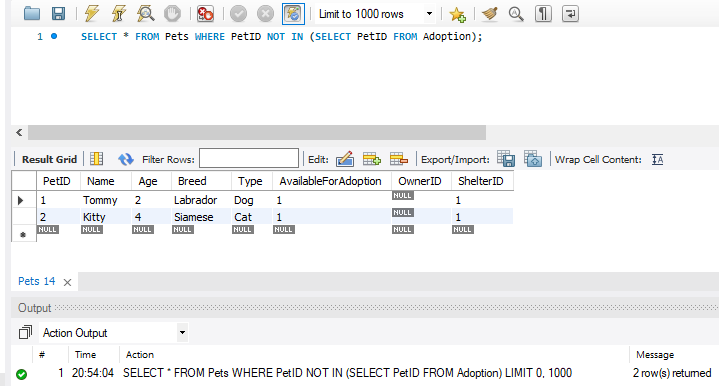 Limit to 1000 rows
1 SELECT * FROM Pets WHERE PetID NOT IN (SELECT PetID FROM Adoption);
Result Grid Filter Rows: Edit: Export/Import: Wrap Cell Content:
PetID Name Age Breed Type AvailableForAdoption OwnerID ShelterID
1 Tommy 2 Labrador Dog 1 NULL 1
2 Kitty 4 Siamese Cat 1 NULL 1
NULL NULL NULL NULL NULL NULL NULL NULL
Pets 14
Output
Action Output
# Time Action Message
1 20:54:04 SELECT * FROM Pets WHERE PetID NOT IN (SELECT PetID FROM Adoption) LIMIT 0, 1000 2 row(s) returned